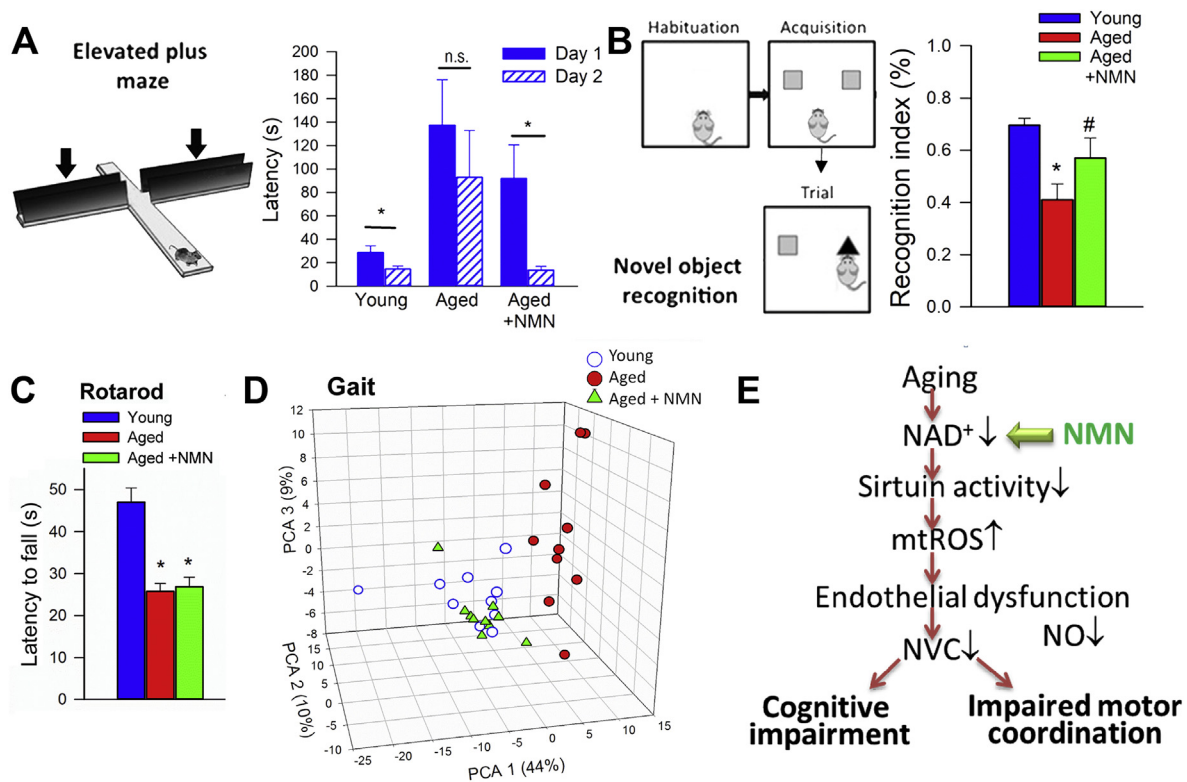 A
Elevated plus
maze
Latency (s)
200
180
160
140
120
100
80
60
40
20
0
n.s.
*
*
Day 1
Day 2
Young
Aged
Aged
+NMN
B
Habituation
Acquisition
Trial
Novel object
recognition
Young
Aged
Aged
+NMN
Recognition index (%)
1.0
0.8
0.6
0.4
0.2
0.0
*
#
C
Rotarod
Young
Aged
Aged +NMN
Latency to fall (s)
50
40
30
20
10
0
*
*
D
Gait
Young
Aged
Aged + NMN
PCA 3 (9%)
12
10
8
6
4
2
0
-2
-4
-6
-8
PCA 2 (10%)
15
10
5
0
-5
-10
PCA 1 (44%)
-25
-20
-15
-10
-5
0
5
10
15
E
Aging
NAD+ ↓
NMN
Sirtuin activity↓
mtROS↑
Endothelial dysfunction
NO↓
NVC↓
Cognitive
impairment
Impaired motor
coordination